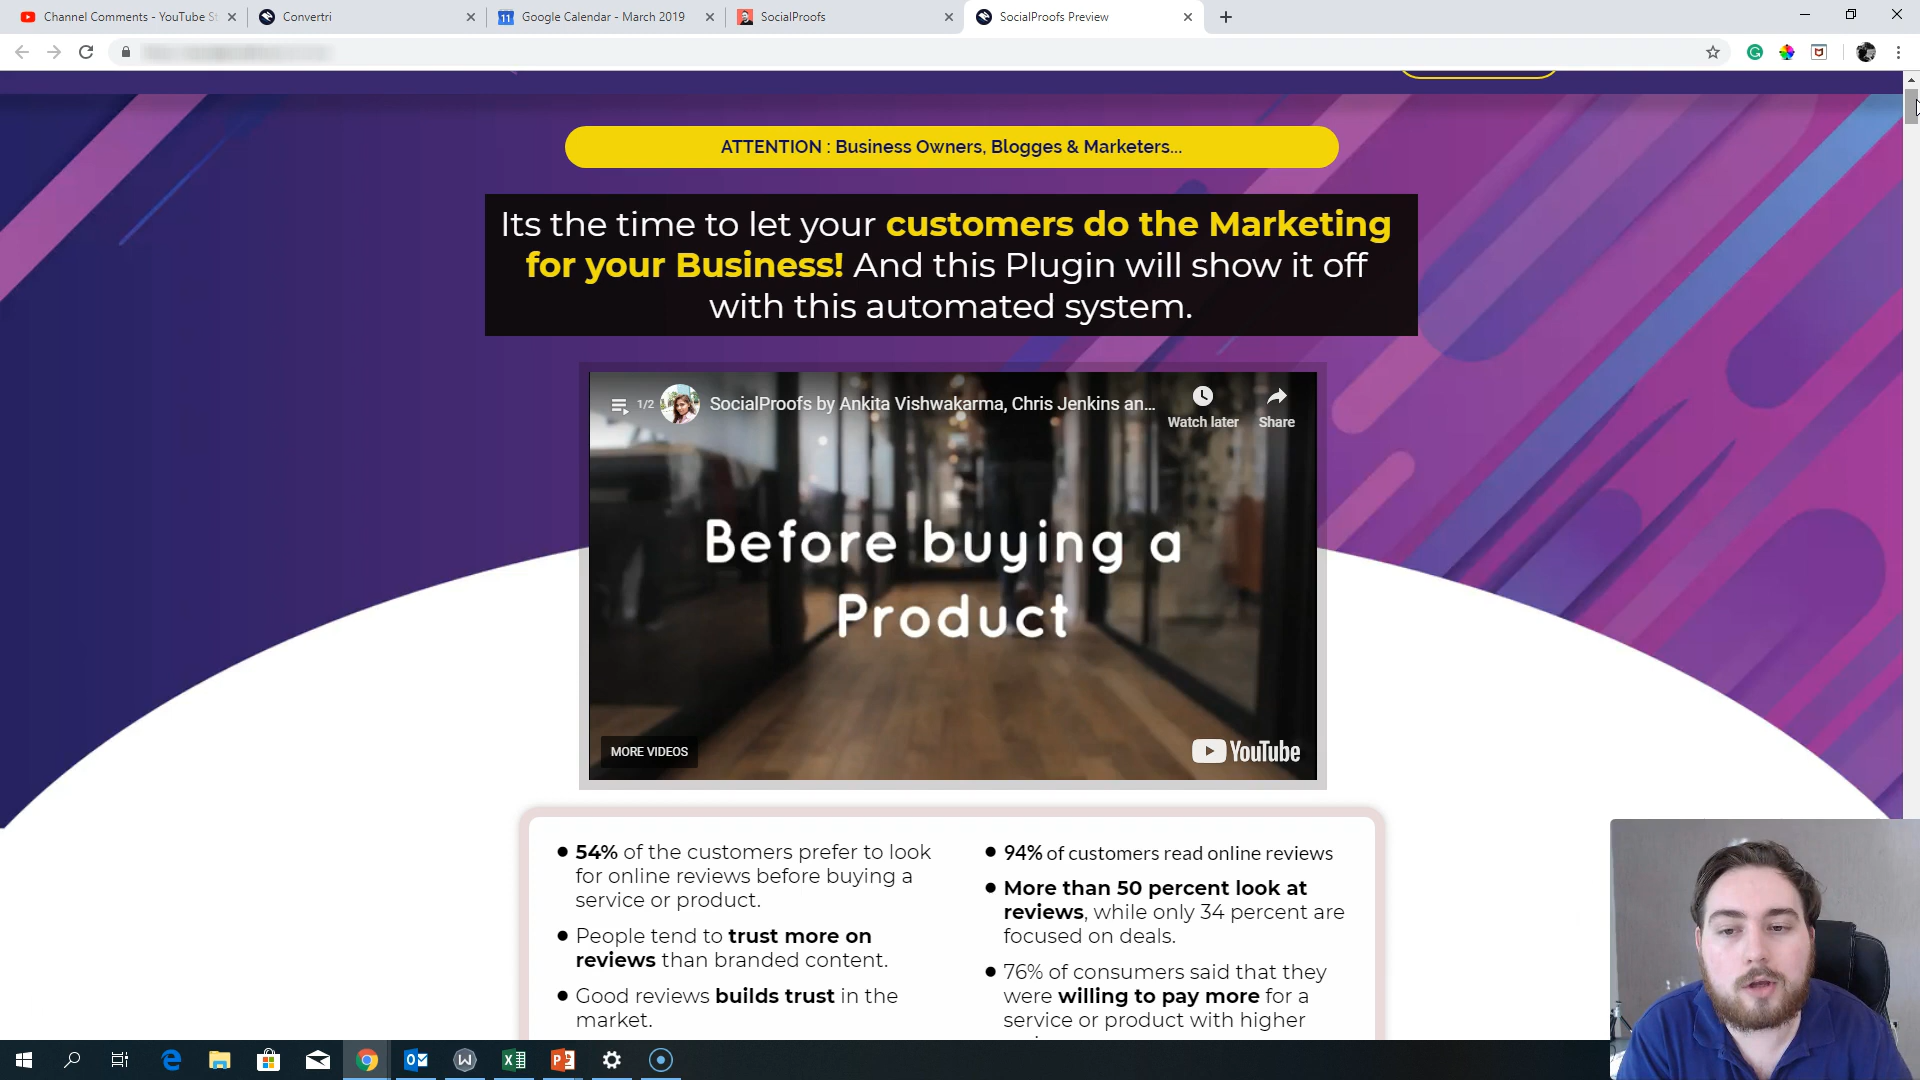 Channel Comments - YouTube St
Convertri
11
Google Calendar - March 2019
SocialProofs
SocialProofs Preview
ATTENTION : Business Owners, Blogges & Marketers...
Its the time to let your customers do the Marketing
for your Business! And this Plugin will show it off
with this automated system.
1/2
SocialProofs by Ankita Vishwakarma, Chris Jenkins an...
Watch later
Share
Before buying a
Product
MORE VIDEOS
YouTube
54% of the customers prefer to look
for online reviews before buying a
service or product.
People tend to trust more on
reviews than branded content.
Good reviews builds trust in the
market.
94% of customers read online reviews
More than 50 percent look at
reviews, while only 34 percent are
focused on deals.
76% of consumers said that they
were willing to pay more for a
service or product with higher